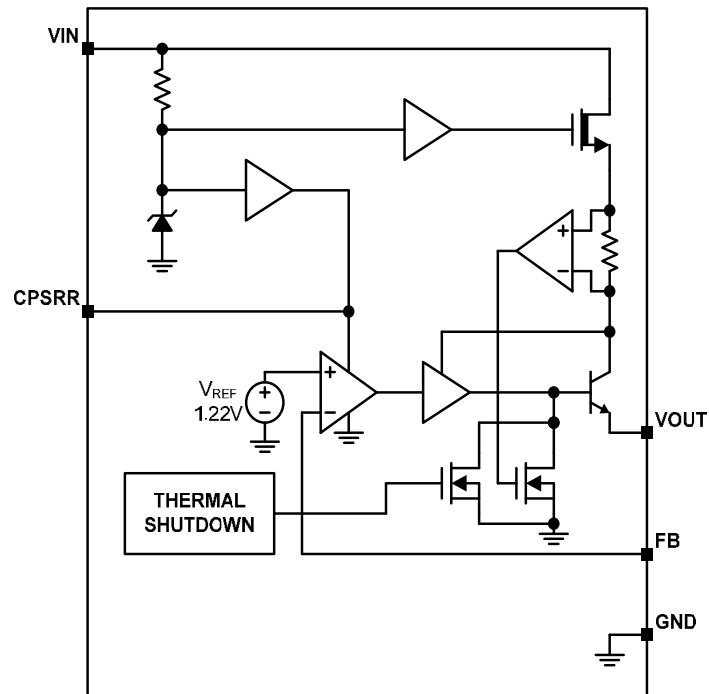 VIN
+
−
CPSRR
VREF
1.22V
+
−
+
−
VOUT
THERMAL
SHUTDOWN
FB
GND